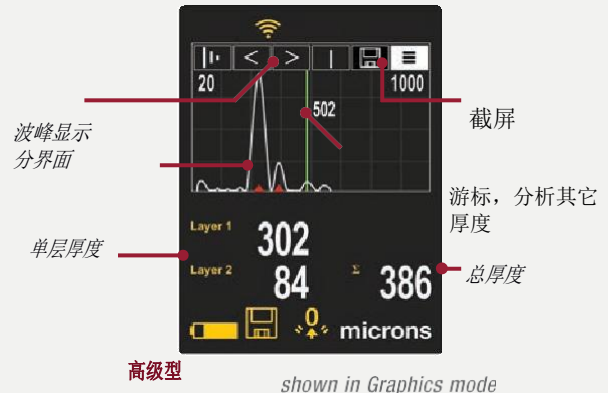 20
1000
502
截屏
波峰显示
分界面
游标，分析其它
厚度
单层厚度
Layer 1
302
Layer 2
84
Σ
386
总厚度
0
microns
高级型
shown in Graphics mode